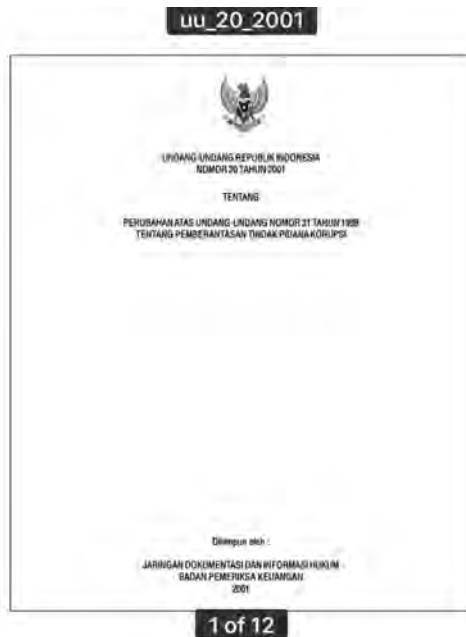 uu_20_2001
UNDANG-UNDANG REPUBLIK INDONESIA
NOMOR 20 TAHUN 2001
TENTANG
PERUBAHAN ATAS UNDANG-UNDANG NOMOR 31 TAHUN 1999
TENTANG PEMBERANTASAN TINDAK PIDANA KORUPSI
Dihimpun oleh :
JARINGAN DOKUMENTASI DAN INFORMASI HUKUM
BADAN PEMERIKSA KEUANGAN
2001
1 of 12